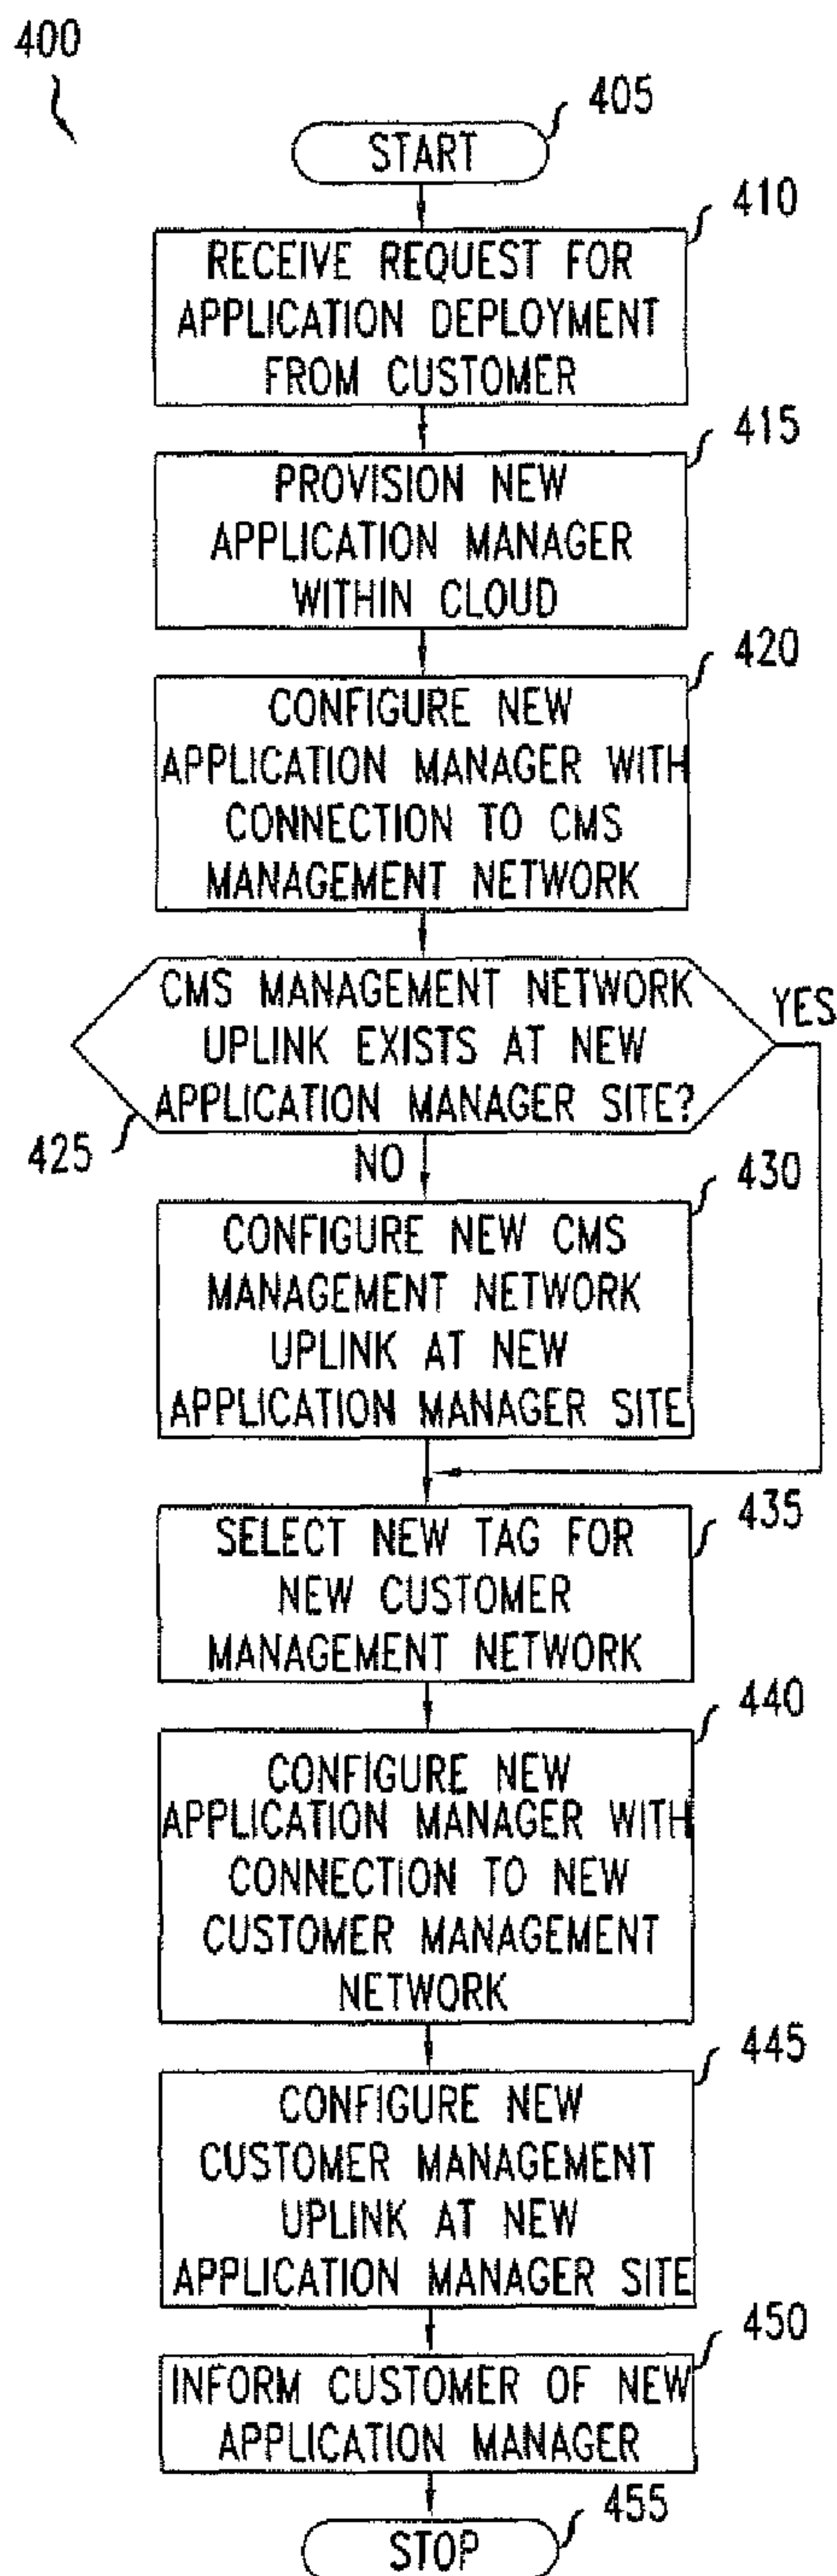 400
405
START
410
RECEIVE REQUEST FOR
APPLICATION DEPLOYMENT
FROM CUSTOMER
415
PROVISION NEW
APPLICATION MANAGER
WITHIN CLOUD
420
CONFIGURE NEW
APPLICATION MANAGER WITH
CONNECTION TO CMS
MANAGEMENT NETWORK
CMS MANAGEMENT NETWORK
UPLINK EXISTS AT NEW
APPLICATION MANAGER SITE?
YES
425
NO
430
CONFIGURE NEW CMS
MANAGEMENT NETWORK
UPLINK AT NEW
APPLICATION MANAGER SITE
435
SELECT NEW TAG FOR
NEW CUSTOMER
MANAGEMENT NETWORK
440
CONFIGURE NEW
APPLICATION MANAGER WITH
CONNECTION TO NEW
CUSTOMER MANAGEMENT
NETWORK
445
CONFIGURE NEW
CUSTOMER MANAGEMENT
UPLINK AT NEW
APPLICATION MANAGER SITE
450
INFORM CUSTOMER OF NEW
APPLICATION MANAGER
455
STOP